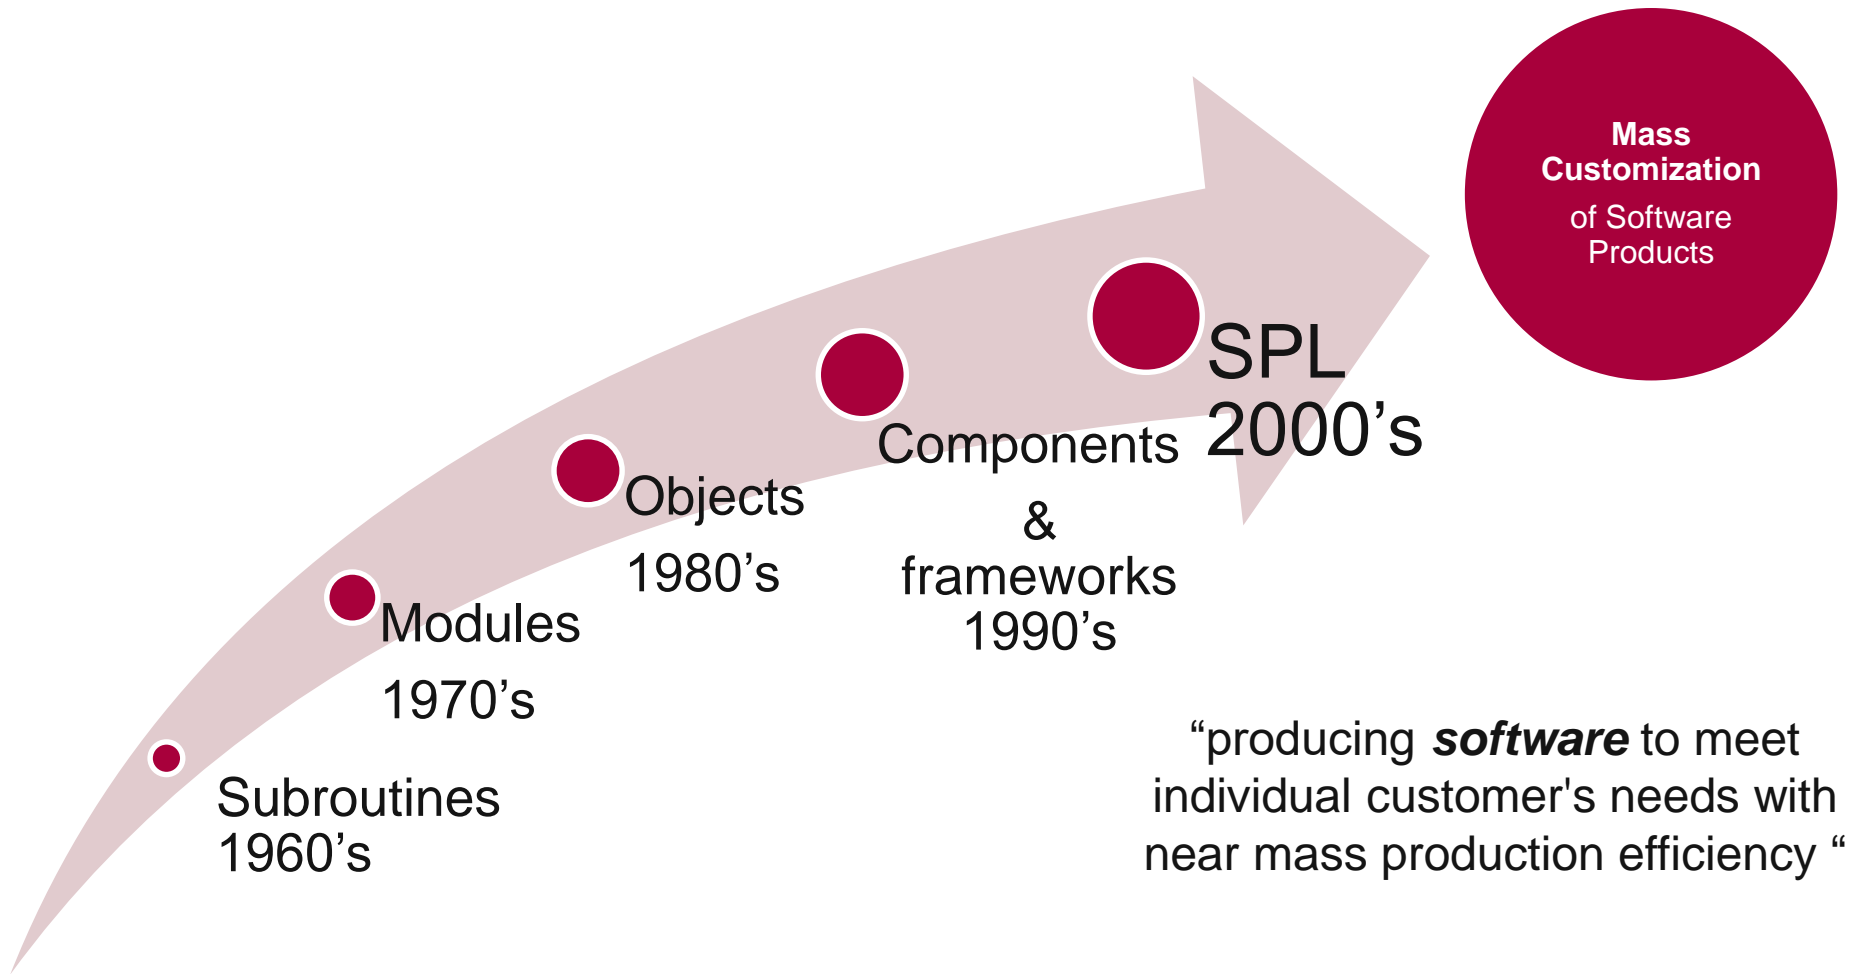 Mass
Customization
of Software
Products
SPL
2000’s
Components
&
frameworks
1990’s
Objects
1980’s
Modules
1970’s
Subroutines
1960’s
“producing software to meet
individual customer's needs with
near mass production efficiency “